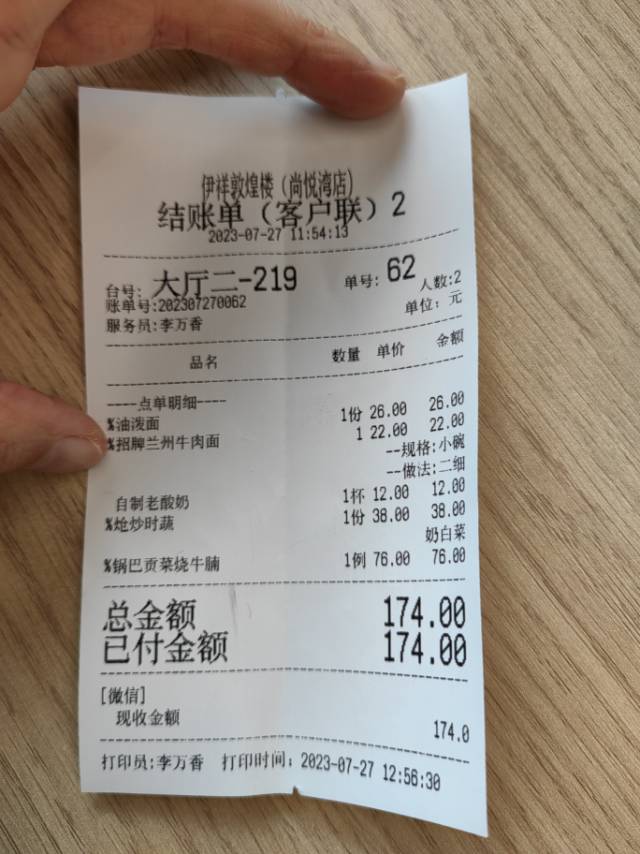 伊祥敦煌楼（尚悦湾店）
结账单（客户联）2
2023-07-27 11:54:13
台号: 大厅二-219 单号: 62 人数:2
账单号:202307270062 单位: 元
服务员:李万香
品名 数量 单价 金额
----点单明细----
%油泼面 1份 26.00 26.00
%招牌兰州牛肉面 1 22.00 22.00
--规格:小碗
--做法:二细
自制老酸奶 1杯 12.00 12.00
%炝炒时蔬 1份 38.00 38.00
奶白菜
%锅巴贡菜烧牛腩 1例 76.00 76.00
总金额 174.00
已付金额 174.00
[微信]
现收金额 174.0
打印员:李万香 打印时间: 2023-07-27 12:56:30